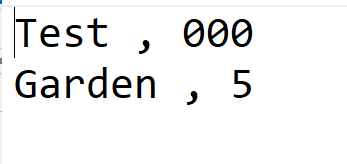 Test , 000
Garden , 5